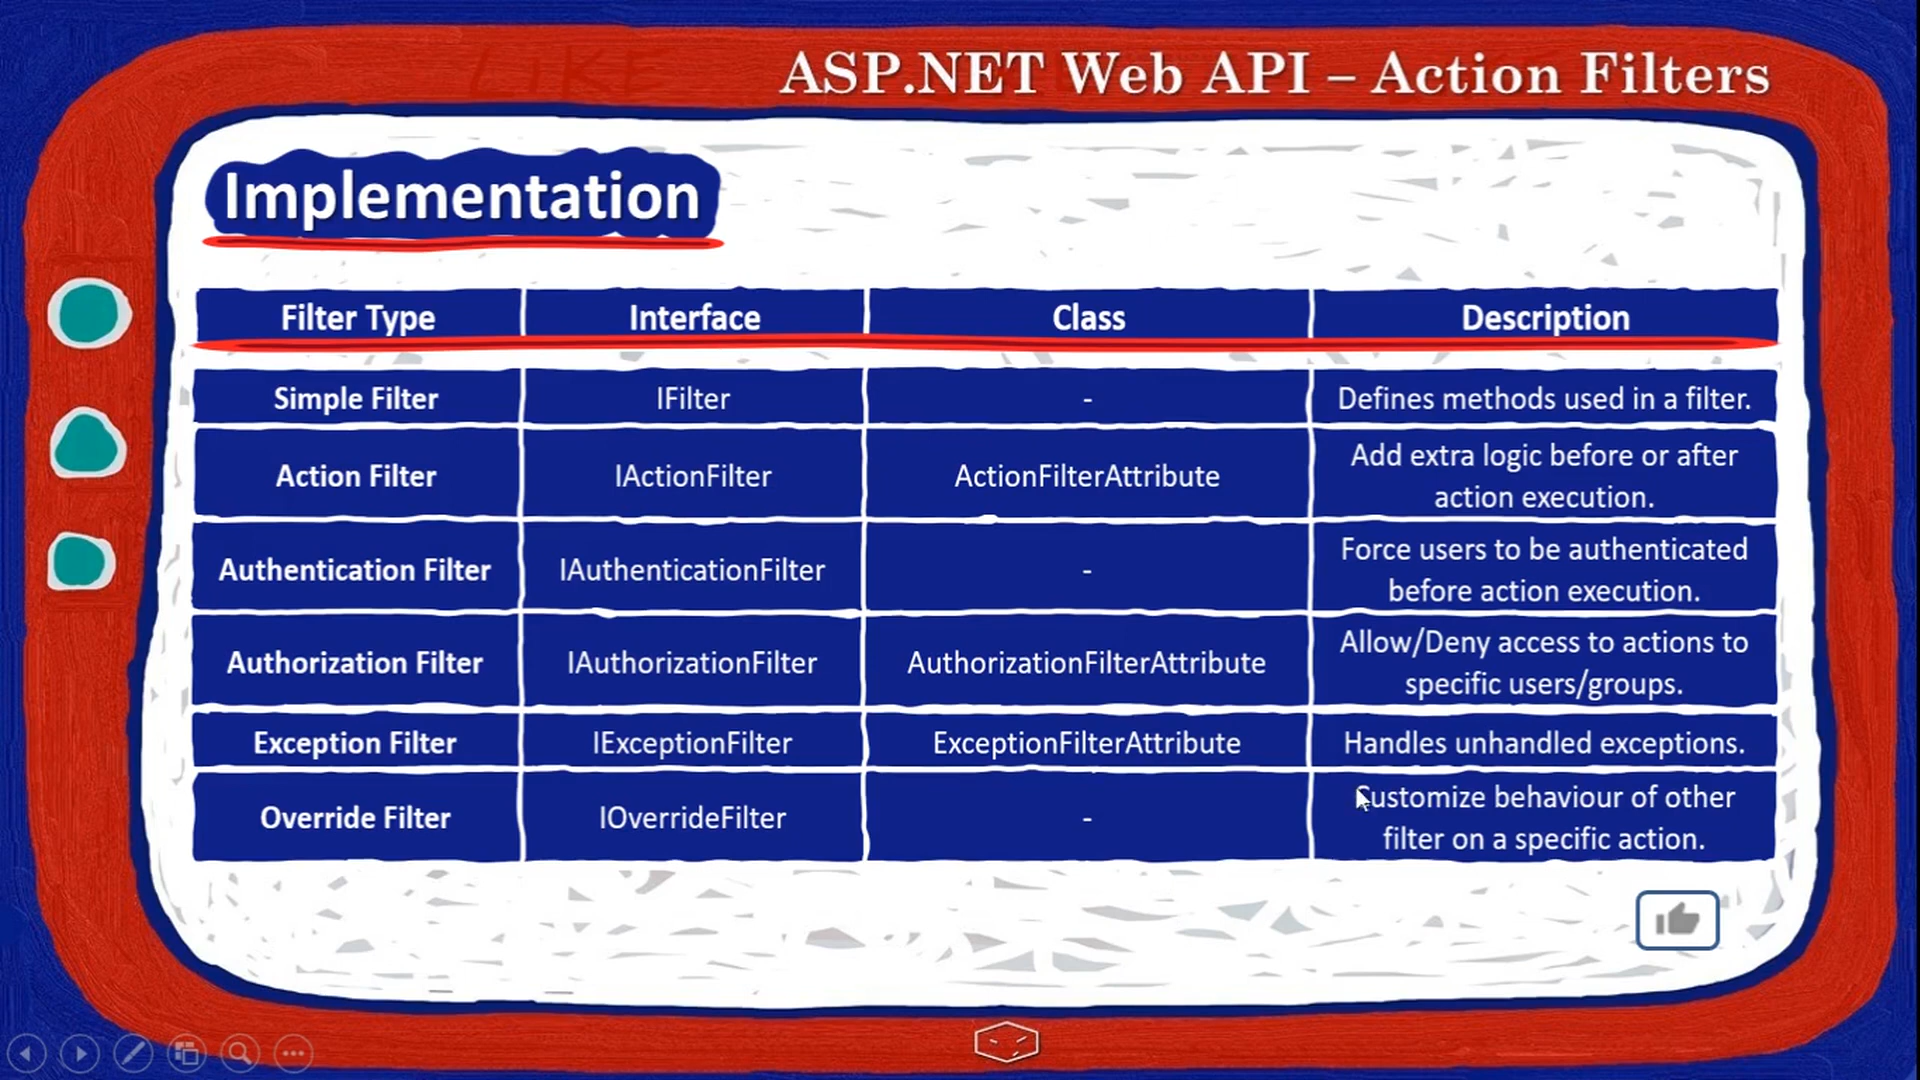 LIKE
ASP.NET Web API – Action Filters
Implementation
Filter Type Interface Class Description
Simple Filter IFilter - Defines methods used in a filter.
Action Filter IActionFilter ActionFilterAttribute Add extra logic before or after
action execution.
Authentication Filter IAuthenticationFilter - Force users to be authenticated
before action execution.
Authorization Filter IAuthorizationFilter AuthorizationFilterAttribute Allow/Deny access to actions to
specific users/groups.
Exception Filter IExceptionFilter ExceptionFilterAttribute Handles unhandled exceptions.
Override Filter IOverrideFilter - Customize behaviour of other
filter on a specific action.